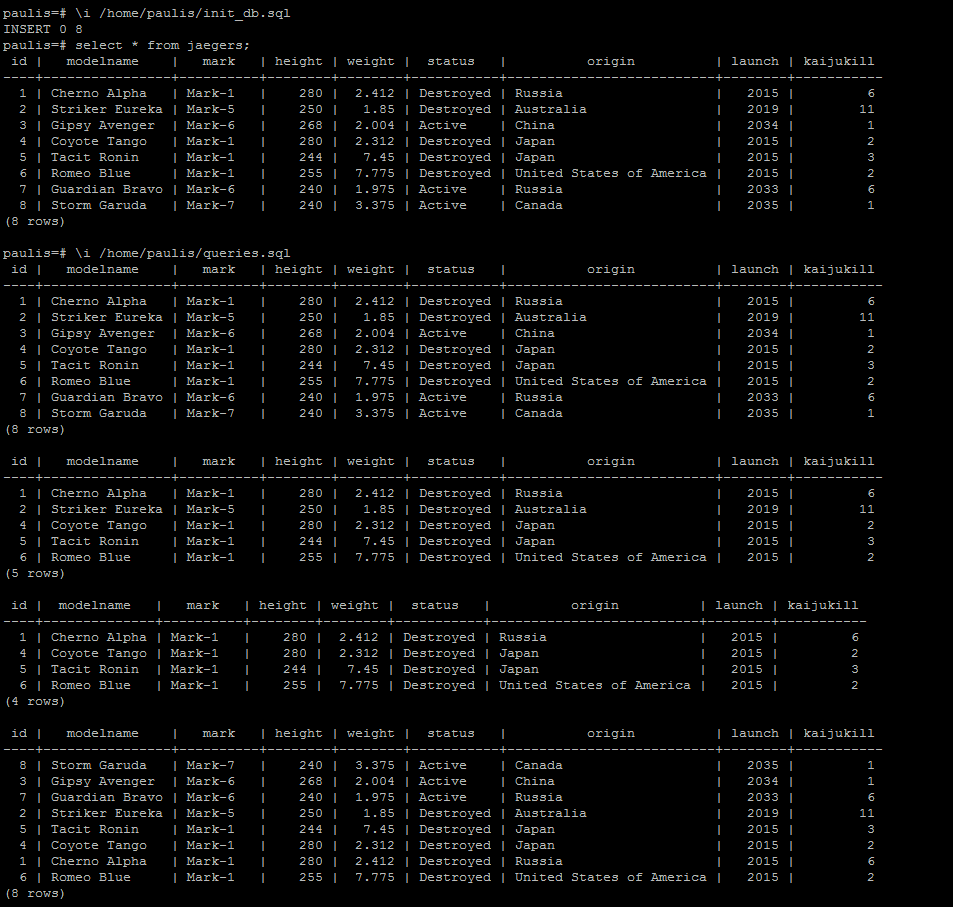 paulis=# \i /home/paulis/init_db.sql
INSERT 0 8
paulis=# select * from jaegers;
 id |   modelname    |   mark   | height | weight |  status   |          origin          | launch | kaijukill
----+----------------+----------+--------+--------+-----------+--------------------------+--------+-----------
  1 | Cherno Alpha   | Mark-1   |    280 |  2.412 | Destroyed | Russia                   |   2015 |         6
  2 | Striker Eureka | Mark-5   |    250 |   1.85 | Destroyed | Australia                |   2019 |        11
  3 | Gipsy Avenger  | Mark-6   |    268 |  2.004 | Active    | China                    |   2034 |         1
  4 | Coyote Tango   | Mark-1   |    280 |  2.312 | Destroyed | Japan                    |   2015 |         2
  5 | Tacit Ronin    | Mark-1   |    244 |   7.45 | Destroyed | Japan                    |   2015 |         3
  6 | Romeo Blue     | Mark-1   |    255 |  7.775 | Destroyed | United States of America |   2015 |         2
  7 | Guardian Bravo | Mark-6   |    240 |  1.975 | Active    | Russia                   |   2033 |         6
  8 | Storm Garuda   | Mark-7   |    240 |  3.375 | Active    | Canada                   |   2035 |         1
(8 rows)

paulis=# \i /home/paulis/queries.sql
 id |   modelname    |   mark   | height | weight |  status   |          origin          | launch | kaijukill
----+----------------+----------+--------+--------+-----------+--------------------------+--------+-----------
  1 | Cherno Alpha   | Mark-1   |    280 |  2.412 | Destroyed | Russia                   |   2015 |         6
  2 | Striker Eureka | Mark-5   |    250 |   1.85 | Destroyed | Australia                |   2019 |        11
  3 | Gipsy Avenger  | Mark-6   |    268 |  2.004 | Active    | China                    |   2034 |         1
  4 | Coyote Tango   | Mark-1   |    280 |  2.312 | Destroyed | Japan                    |   2015 |         2
  5 | Tacit Ronin    | Mark-1   |    244 |   7.45 | Destroyed | Japan                    |   2015 |         3
  6 | Romeo Blue     | Mark-1   |    255 |  7.775 | Destroyed | United States of America |   2015 |         2
  7 | Guardian Bravo | Mark-6   |    240 |  1.975 | Active    | Russia                   |   2033 |         6
  8 | Storm Garuda   | Mark-7   |    240 |  3.375 | Active    | Canada                   |   2035 |         1
(8 rows)

 id |   modelname    |   mark   | height | weight |  status   |          origin          | launch | kaijukill
----+----------------+----------+--------+--------+-----------+--------------------------+--------+-----------
  1 | Cherno Alpha   | Mark-1   |    280 |  2.412 | Destroyed | Russia                   |   2015 |         6
  2 | Striker Eureka | Mark-5   |    250 |   1.85 | Destroyed | Australia                |   2019 |        11
  4 | Coyote Tango   | Mark-1   |    280 |  2.312 | Destroyed | Japan                    |   2015 |         2
  5 | Tacit Ronin    | Mark-1   |    244 |   7.45 | Destroyed | Japan                    |   2015 |         3
  6 | Romeo Blue     | Mark-1   |    255 |  7.775 | Destroyed | United States of America |   2015 |         2
(5 rows)

 id |  modelname   |   mark   | height | weight |  status   |          origin          | launch | kaijukill
----+--------------+----------+--------+--------+-----------+--------------------------+--------+-----------
  1 | Cherno Alpha | Mark-1   |    280 |  2.412 | Destroyed | Russia                   |   2015 |         6
  4 | Coyote Tango | Mark-1   |    280 |  2.312 | Destroyed | Japan                    |   2015 |         2
  5 | Tacit Ronin  | Mark-1   |    244 |   7.45 | Destroyed | Japan                    |   2015 |         3
  6 | Romeo Blue   | Mark-1   |    255 |  7.775 | Destroyed | United States of America |   2015 |         2
(4 rows)

 id |   modelname    |   mark   | height | weight |  status   |          origin          | launch | kaijukill
----+----------------+----------+--------+--------+-----------+--------------------------+--------+-----------
  8 | Storm Garuda   | Mark-7   |    240 |  3.375 | Active    | Canada                   |   2035 |         1
  3 | Gipsy Avenger  | Mark-6   |    268 |  2.004 | Active    | China                    |   2034 |         1
  7 | Guardian Bravo | Mark-6   |    240 |  1.975 | Active    | Russia                   |   2033 |         6
  2 | Striker Eureka | Mark-5   |    250 |   1.85 | Destroyed | Australia                |   2019 |        11
  5 | Tacit Ronin    | Mark-1   |    244 |   7.45 | Destroyed | Japan                    |   2015 |         3
  4 | Coyote Tango   | Mark-1   |    280 |  2.312 | Destroyed | Japan                    |   2015 |         2
  1 | Cherno Alpha   | Mark-1   |    280 |  2.412 | Destroyed | Russia                   |   2015 |         6
  6 | Romeo Blue     | Mark-1   |    255 |  7.775 | Destroyed | United States of America |   2015 |         2
(8 rows)